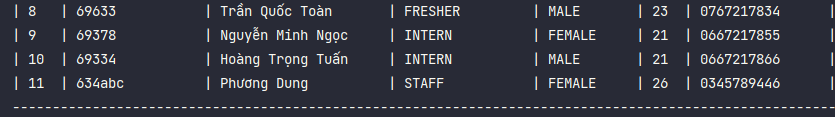 | 8 | 69633 | Trần Quốc Toàn | FRESHER | MALE | 23 | 0767217834 |
| 9 | 69378 | Nguyễn Minh Ngọc | INTERN | FEMALE | 21 | 0667217855 |
| 10 | 69334 | Hoàng Trọng Tuấn | INTERN | MALE | 21 | 0667217866 |
| 11 | 634abc | Phương Dung | STAFF | FEMALE | 26 | 0345789446 |